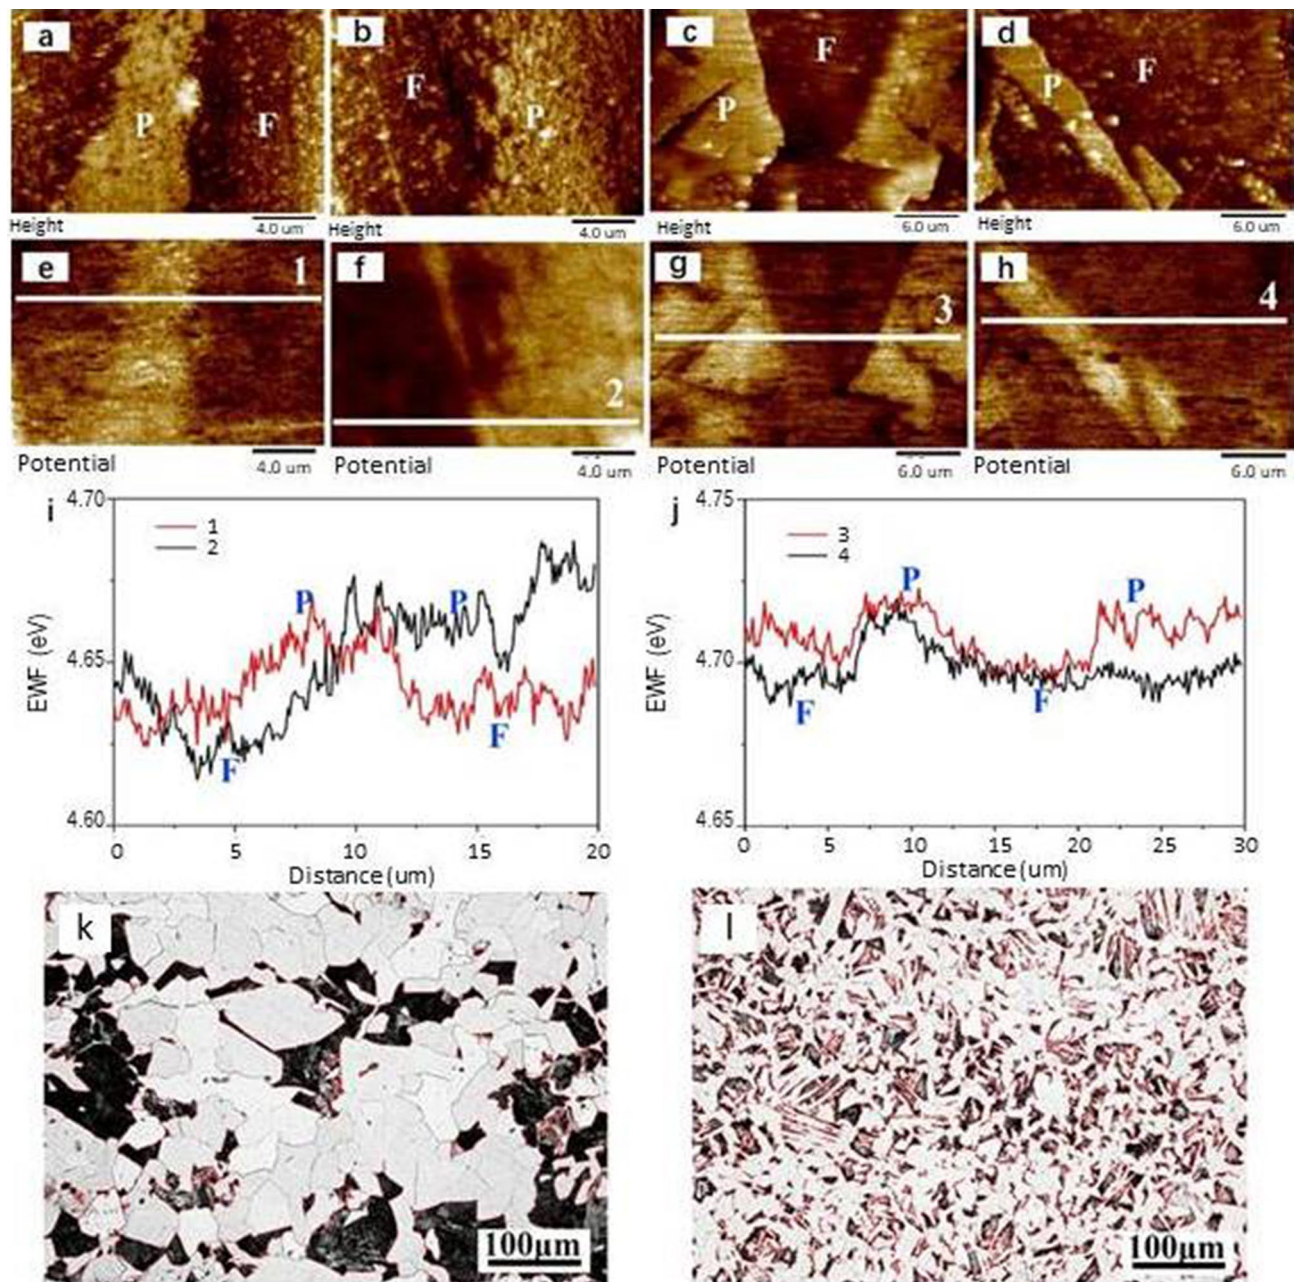 a b c d
P F F P P F P F
Height Height Height Height
4.0 um 4.0 um 6.0 um 6.0 um
e 1 f 2 g 3 h 4
Potential Potential Potential Potential
4.0 um 4.0 um 6.0 um 6.0 um
i
4.70
4.65
4.60
EWF (eV)
1
2
P P
F F
0 5 10 15 20
Distance (um)
j
4.75
4.70
4.65
EWF (eV)
3
4
P P
F F
0 5 10 15 20 25 30
Distance (um)
k
100μm
l
100μm